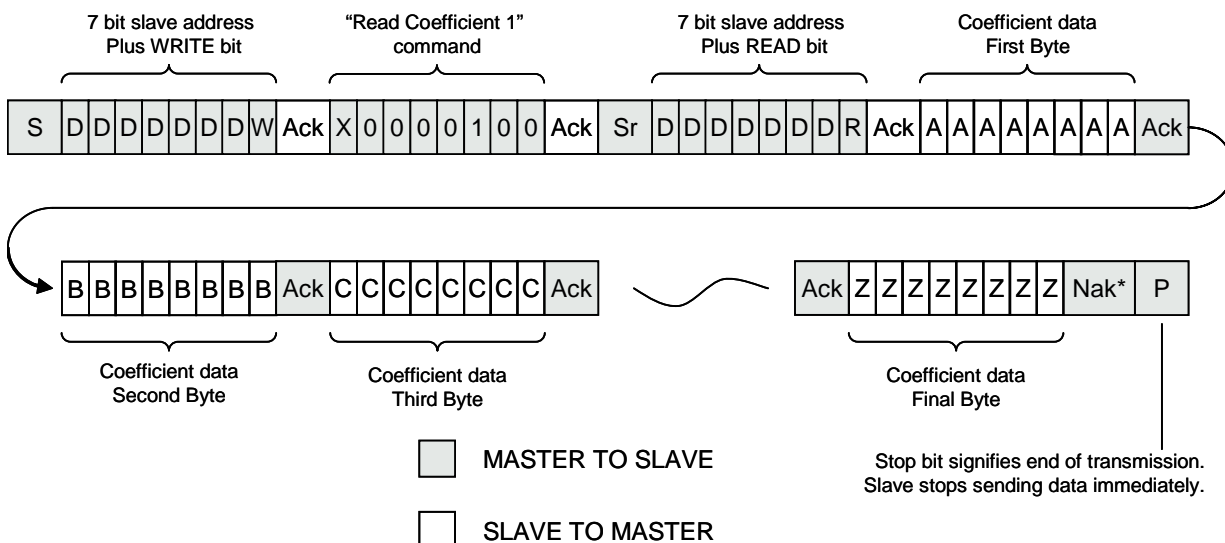 7 bit slave address
Plus WRITE bit
“Read Coefficient 1”
command
7 bit slave address
Plus READ bit
Coefficient data
First Byte
S D D D D D D D W Ack X 0 0 0 0 1 0 0 Ack Sr D D D D D D D R Ack A A A A A A A A Ack
B B B B B B B B Ack C C C C C C C C Ack Ack Z Z Z Z Z Z Z Z Nak* P
Coefficient data
Second Byte
Coefficient data
Third Byte
Coefficient data
Final Byte
MASTER TO SLAVE
Stop bit signifies end of transmission.
Slave stops sending data immediately.
SLAVE TO MASTER